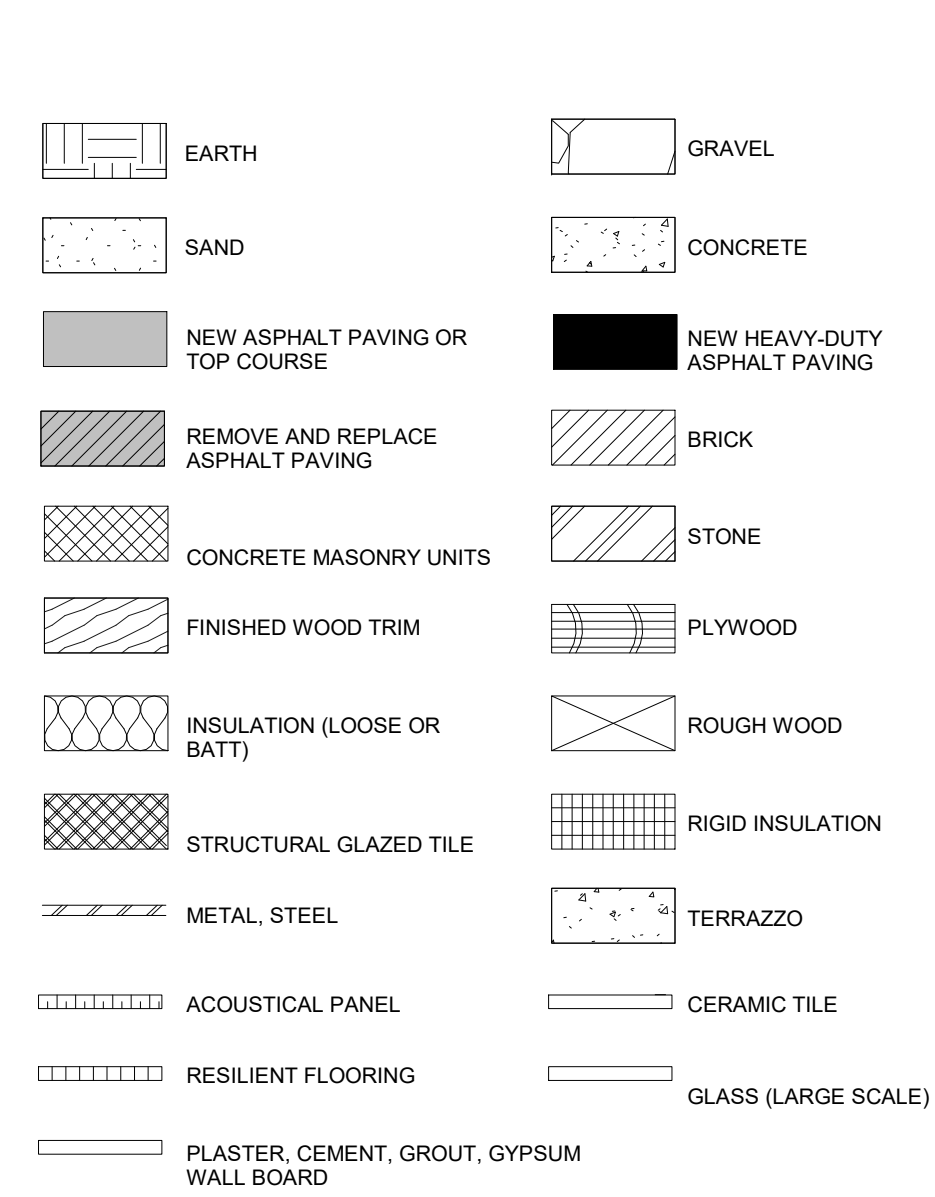 EARTH
GRAVEL
SAND
CONCRETE
NEW ASPHALT PAVING OR
TOP COURSE
NEW HEAVY-DUTY
ASPHALT PAVING
REMOVE AND REPLACE
ASPHALT PAVING
BRICK
CONCRETE MASONRY UNITS
STONE
FINISHED WOOD TRIM
PLYWOOD
INSULATION (LOOSE OR
BATT)
ROUGH WOOD
STRUCTURAL GLAZED TILE
RIGID INSULATION
METAL, STEEL
TERRAZZO
ACOUSTICAL PANEL
CERAMIC TILE
RESILIENT FLOORING
GLASS (LARGE SCALE)
PLASTER, CEMENT, GROUT, GYPSUM
WALL BOARD